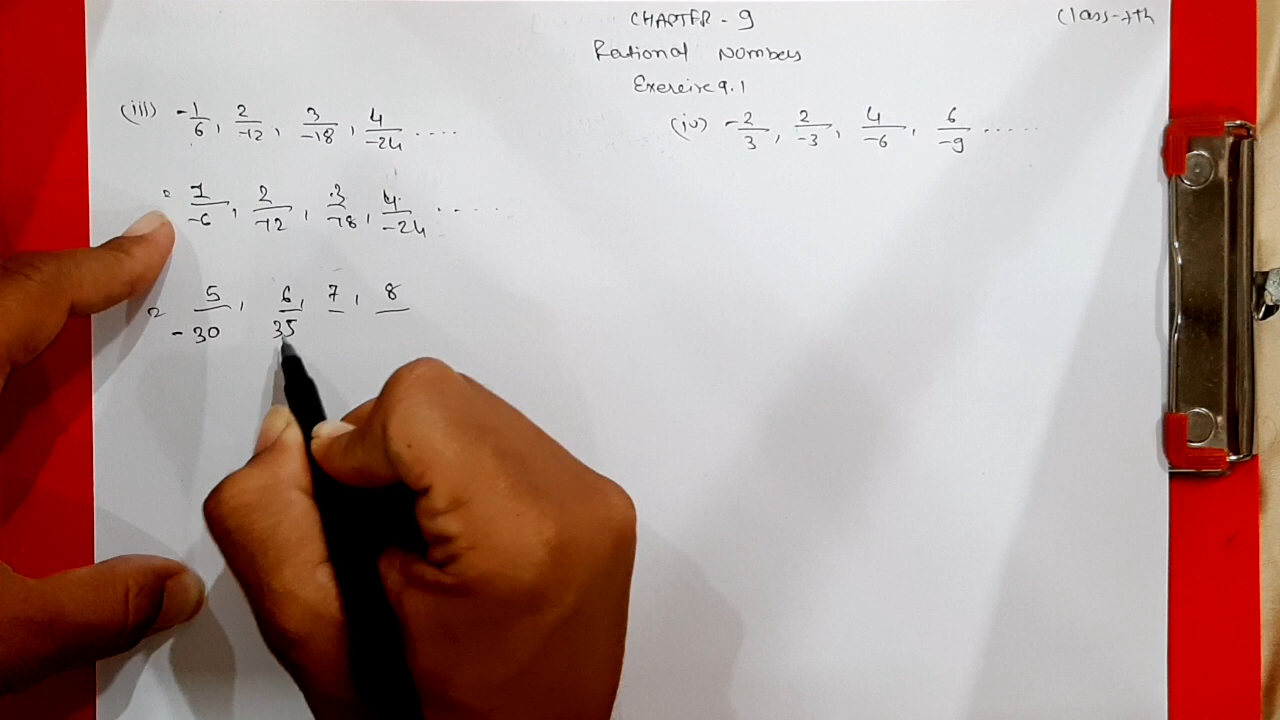 CHAPTER - 9
Class-7th
Rational Numbers
Exercise 9.1
(iii) -1/6, 2/-12, 3/-18, 4/-24 ....
(iv) -2/3, 2/-3, 4/-6, 6/-9 ......
= 1/-6, 2/-12, 3/-18, 4/-24 .....
= 5/-30, 6/35, 7/, 8/